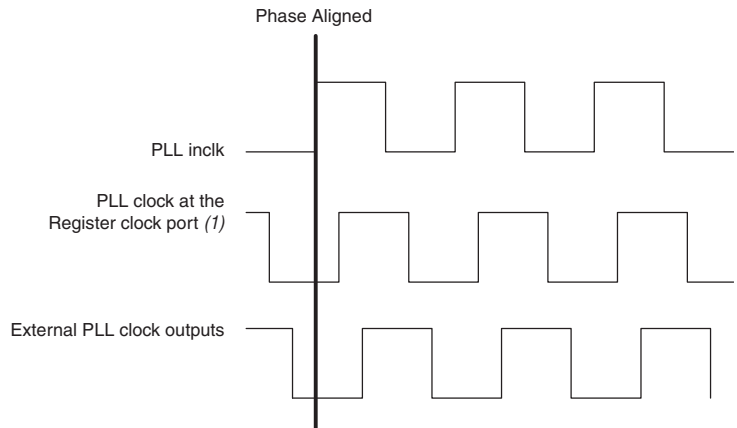 Phase Aligned
PLL inclk
PLL clock at the
Register clock port (1)
External PLL clock outputs